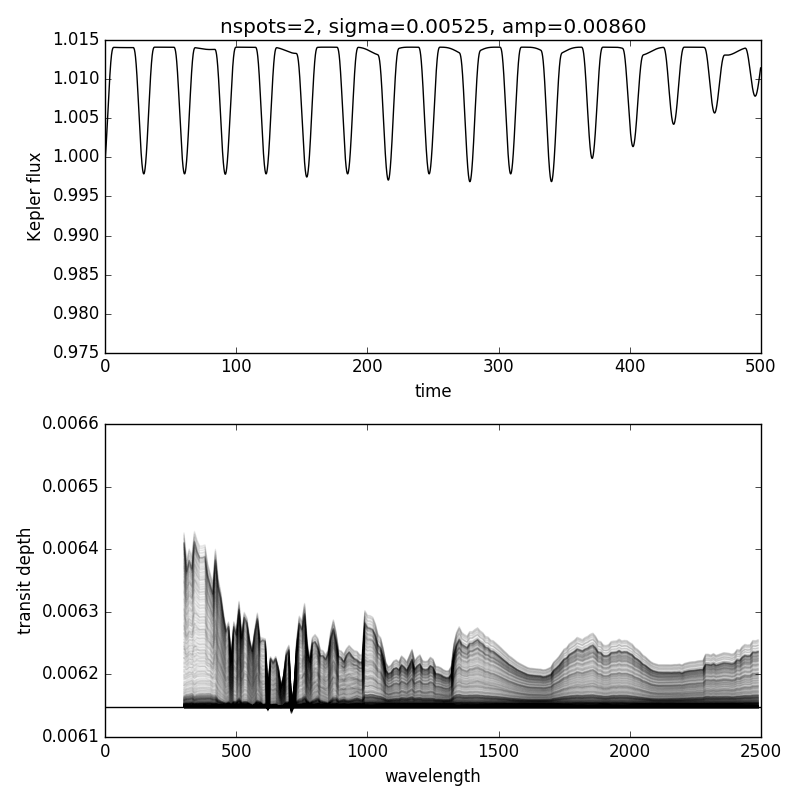 nspots=2, sigma=0.00525, amp=0.00860
1.015
1.010
1.005
1.000
0.995
0.990
0.985
0.980
0.975
Kepler flux
0 100 200 300 400 500
time
0.0066
0.0065
0.0064
0.0063
0.0062
0.0061
transit depth
0 500 1000 1500 2000 2500
wavelength